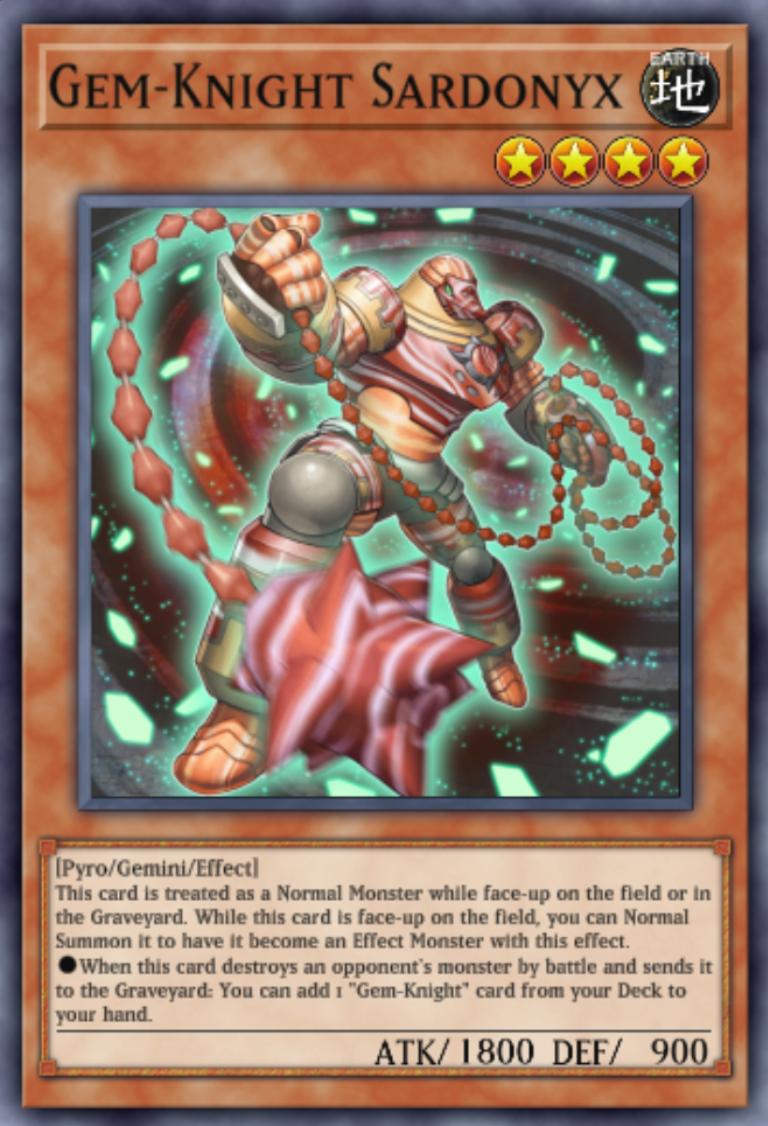 Gem-Knight Sardonyx
EARTH
地
[Pyro/Gemini/Effect]
This card is treated as a Normal Monster while face-up on the field or in
the Graveyard. While this card is face-up on the field, you can Normal
Summon it to have it become an Effect Monster with this effect.
●When this card destroys an opponent's monster by battle and sends it
to the Graveyard: You can add 1 "Gem-Knight" card from your Deck to
your hand.
ATK/ 1800 DEF/ 900